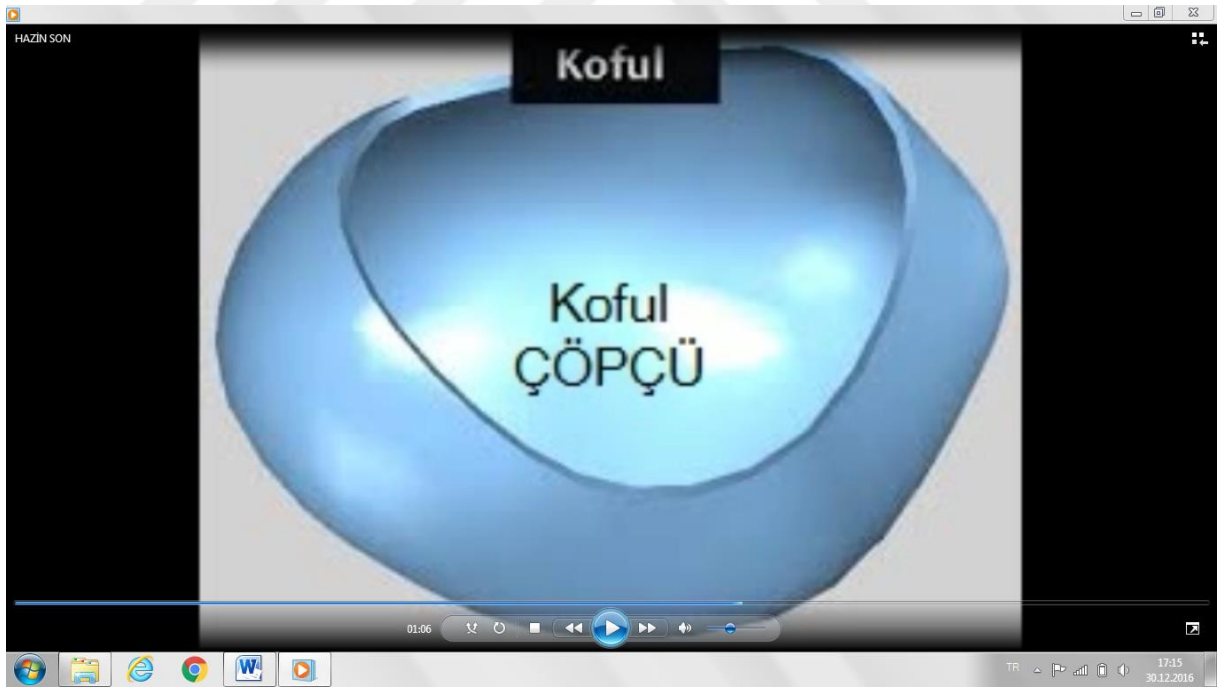 HAZİN SON
Koful
Koful
ÇÖPÇÜ
01:06
TR
17:15
30.12.2016